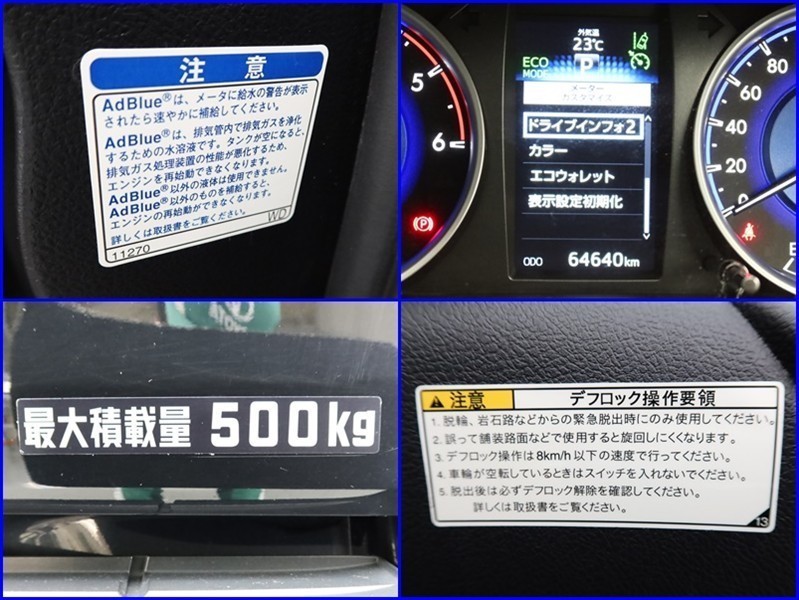 注 意
AdBlue®は、メータに給水の警告が表示
されたら速やかに補給してください。
AdBlue®は、排気管内で排気ガスを浄化
するための水溶液です。タンクが空になると、
排気ガス処理装置の性能が悪化するため、
エンジンを再始動できなくなります。
AdBlue®以外の液体は使用できません。
AdBlue®以外のものを補給すると、
エンジンの再始動ができなくなります。
詳しくは取扱書をご覧ください。
11270
WD
外気温
23℃
ECO
MODE
P
メーター
カスタマイズ
ドライブインフォ2
カラー
エコウォレット
表示設定初期化
ODO 64640km
5
6
80
60
40
20
0
E
最大積載量 500kg
注意 デフロック操作要領
1. 脱輪、岩石路などからの緊急脱出時にのみ使用してください。
2. 誤って舗装路面などで使用すると旋回しにくくなります。
3. デフロック操作は8km/h以下の速度で行ってください。
4. 車輪が空転しているときはスイッチを入れないでください。
5. 脱出後は必ずデフロック解除を確認してください。
詳しくは取扱書をご覧ください。
13